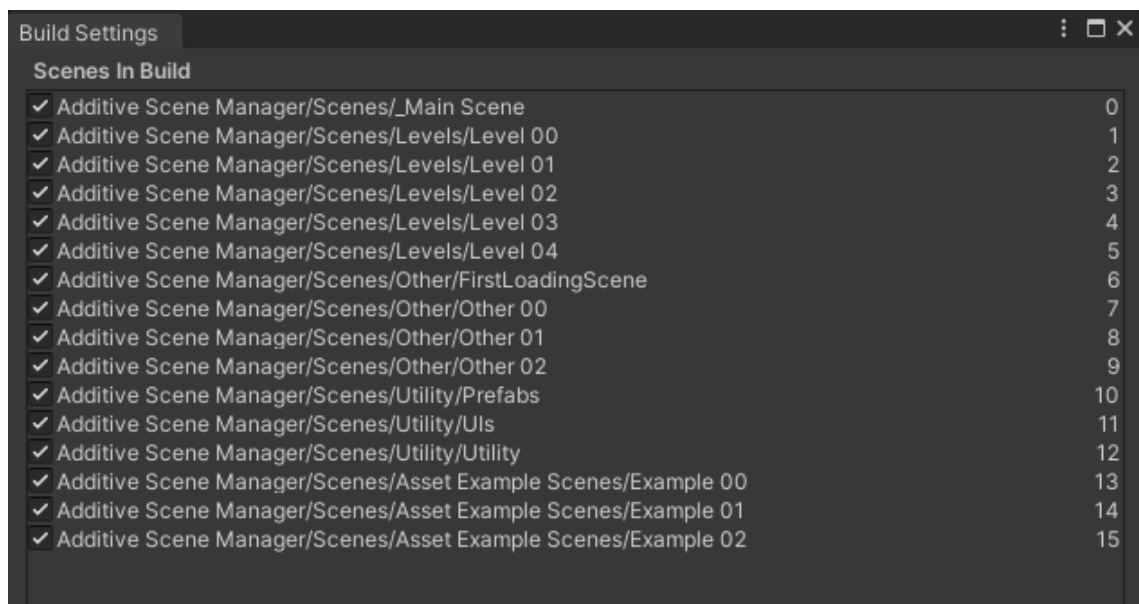 Build Settings
Scenes In Build
Additive Scene Manager/Scenes/_Main Scene 0
Additive Scene Manager/Scenes/Levels/Level 00 1
Additive Scene Manager/Scenes/Levels/Level 01 2
Additive Scene Manager/Scenes/Levels/Level 02 3
Additive Scene Manager/Scenes/Levels/Level 03 4
Additive Scene Manager/Scenes/Levels/Level 04 5
Additive Scene Manager/Scenes/Other/FirstLoadingScene 6
Additive Scene Manager/Scenes/Other/Other 00 7
Additive Scene Manager/Scenes/Other/Other 01 8
Additive Scene Manager/Scenes/Other/Other 02 9
Additive Scene Manager/Scenes/Utility/Prefabs 10
Additive Scene Manager/Scenes/Utility/UIs 11
Additive Scene Manager/Scenes/Utility/Utility 12
Additive Scene Manager/Scenes/Asset Example Scenes/Example 00 13
Additive Scene Manager/Scenes/Asset Example Scenes/Example 01 14
Additive Scene Manager/Scenes/Asset Example Scenes/Example 02 15